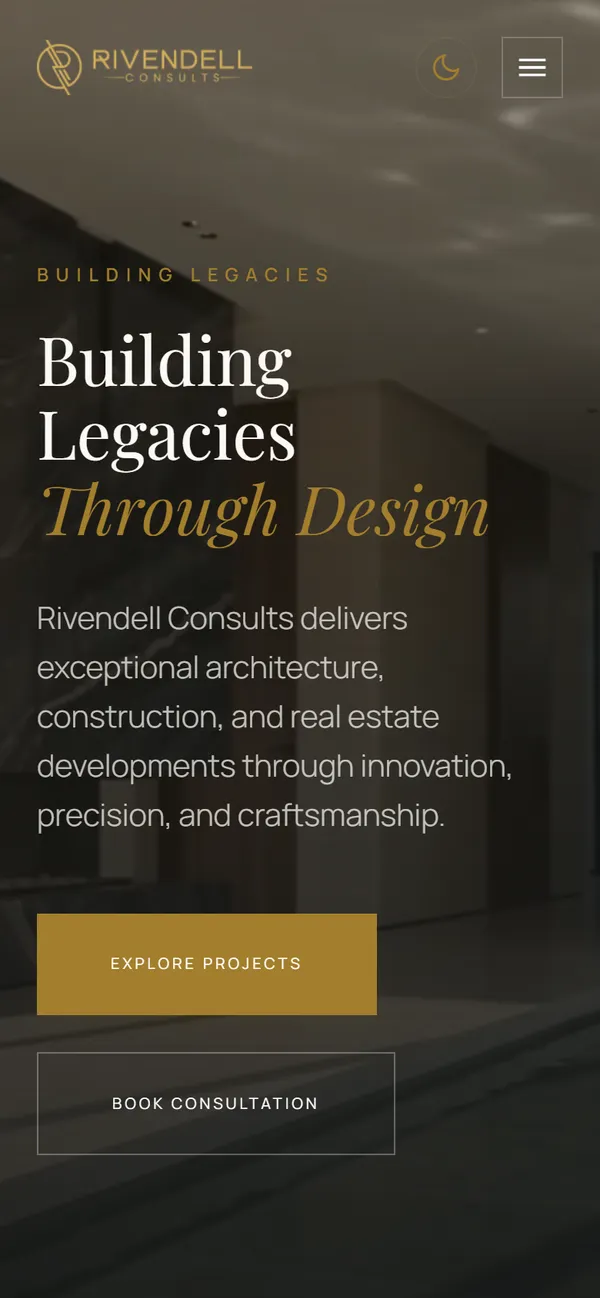 RIVENDELL
CONSULTS
BUILDING LEGACIES
Building
Legacies
Through Design
Rivendell Consults delivers
exceptional architecture,
construction, and real estate
developments through innovation,
precision, and craftsmanship.
EXPLORE PROJECTS
BOOK CONSULTATION